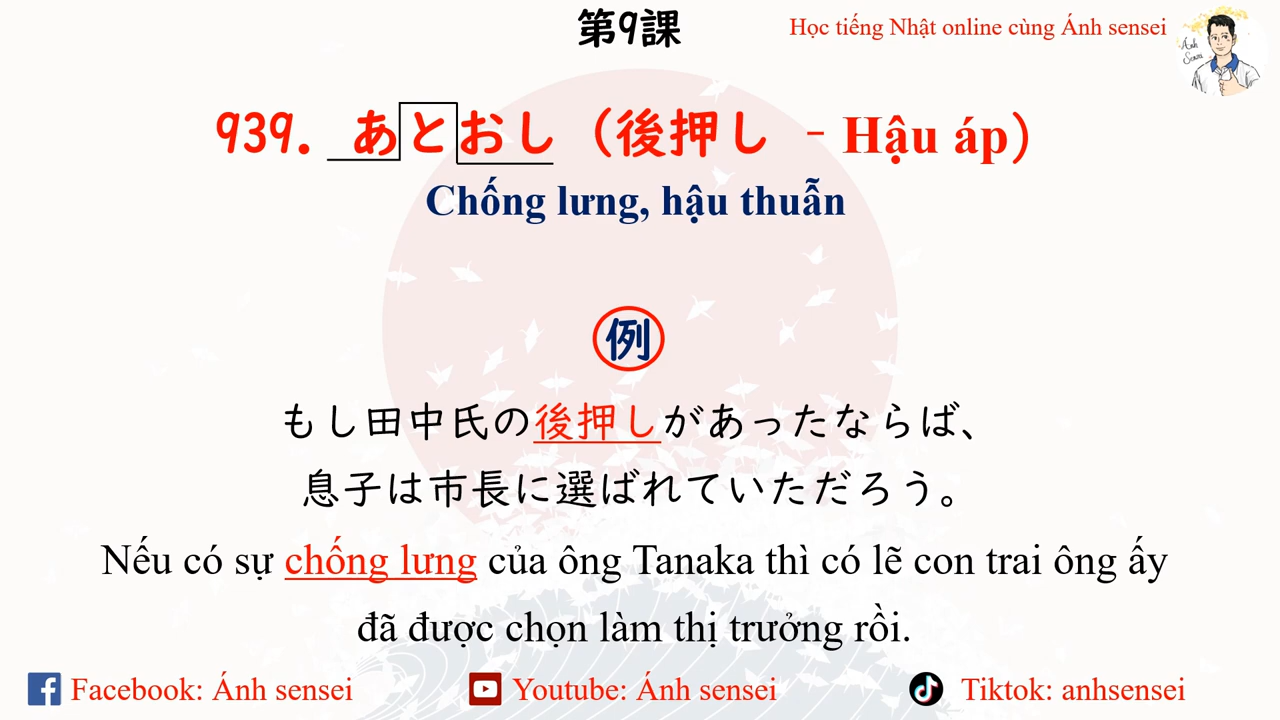 第9課
Học tiếng Nhật online cùng Ánh sensei
Ánh Sensei
939. あとおし（後押し - Hậu áp）
Chống lưng, hậu thuẫn
例
もし田中氏の後押しがあったならば、
息子は市長に選ばれていただろう。
Nếu có sự chống lưng của ông Tanaka thì có lẽ con trai ông ấy
đã được chọn làm thị trưởng rồi.
Facebook: Ánh sensei
Youtube: Ánh sensei
Tiktok: anhsensei